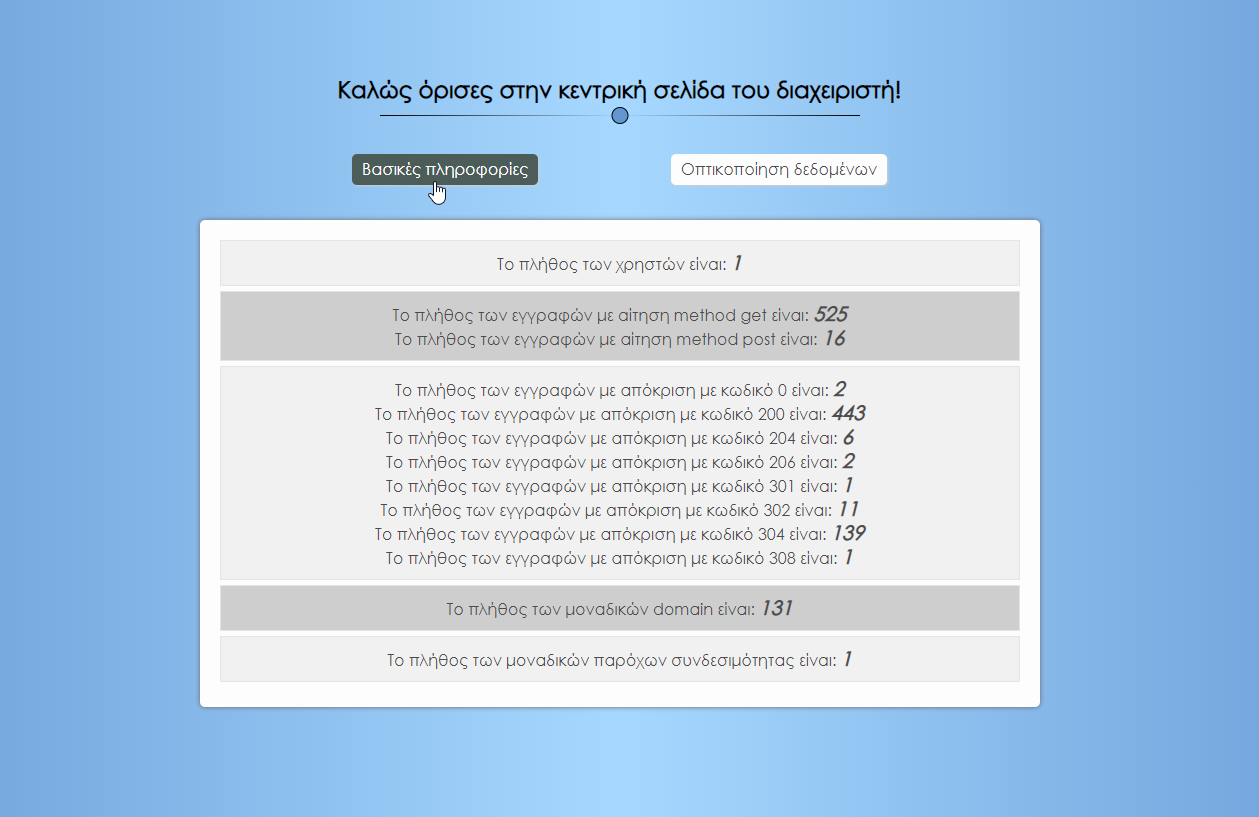 Καλώς όρισες στην κεντρική σελίδα του διαχειριστή!
Βασικές πληροφορίες
Οπτικοποίηση δεδομένων
Το πλήθος των χρηστών είναι: 1
Το πλήθος των εγγραφών με αίτηση method get είναι: 525
Το πλήθος των εγγραφών με αίτηση method post είναι: 16
Το πλήθος των εγγραφών με απόκριση με κωδικό 0 είναι: 2
Το πλήθος των εγγραφών με απόκριση με κωδικό 200 είναι: 443
Το πλήθος των εγγραφών με απόκριση με κωδικό 204 είναι: 6
Το πλήθος των εγγραφών με απόκριση με κωδικό 206 είναι: 2
Το πλήθος των εγγραφών με απόκριση με κωδικό 301 είναι: 1
Το πλήθος των εγγραφών με απόκριση με κωδικό 302 είναι: 11
Το πλήθος των εγγραφών με απόκριση με κωδικό 304 είναι: 139
Το πλήθος των εγγραφών με απόκριση με κωδικό 308 είναι: 1
Το πλήθος των μοναδικών domain είναι: 131
Το πλήθος των μοναδικών παρόχων συνδεσιμότητας είναι: 1